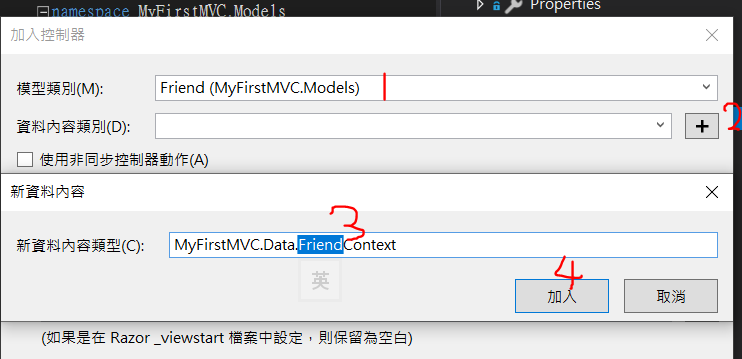 namespace MyFirstMVC.Models
Properties
加入控制器
模型類別(M):
Friend (MyFirstMVC.Models)
1
資料內容類別(D):
+
2
使用非同步控制器動作(A)
新資料內容
3
新資料內容類型(C):
MyFirstMVC.Data.FriendContext
英
4
加入
取消
(如果是在 Razor _viewstart 檔案中設定，則保留為空白)